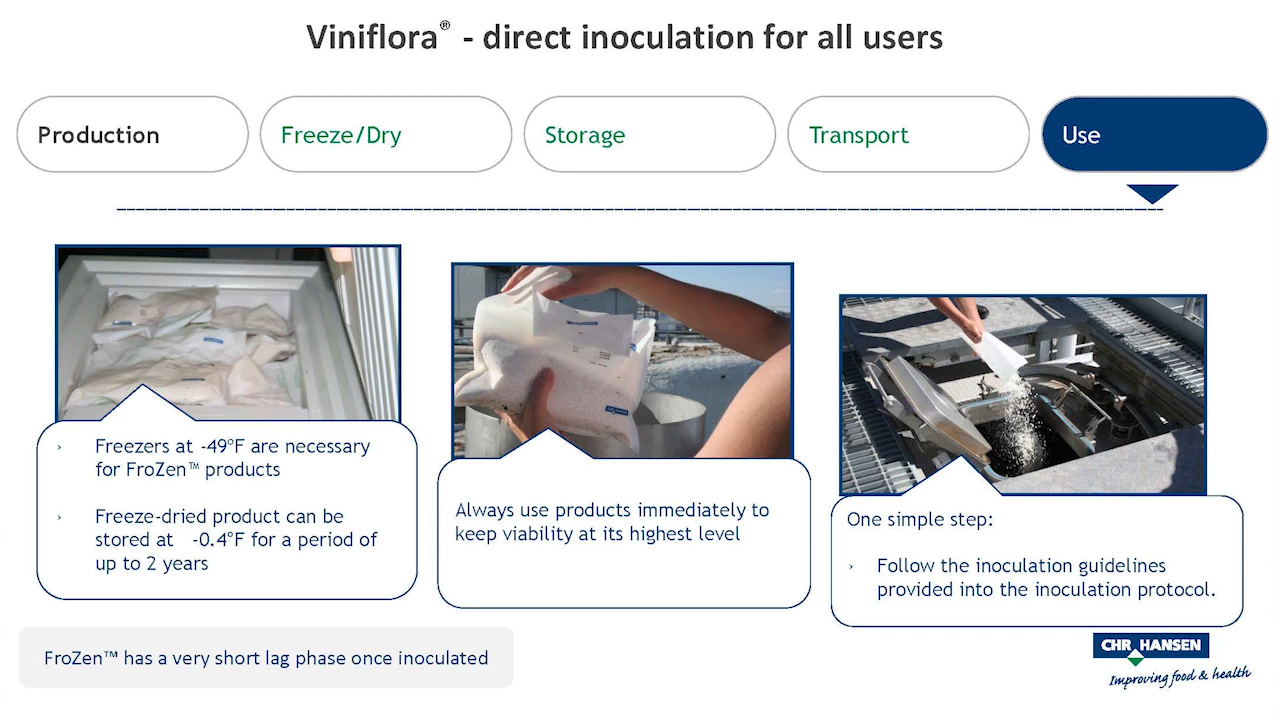 Viniflora® - direct inoculation for all users
Production
Freeze/Dry
Storage
Transport
Use
› Freezers at -49°F are necessary
for FroZen™ products
› Freeze-dried product can be
stored at -0.4°F for a period of
up to 2 years
Always use products immediately to
keep viability at its highest level
One simple step:
› Follow the inoculation guidelines
provided into the inoculation protocol.
FroZen™ has a very short lag phase once inoculated
CHR HANSEN
Improving food & health